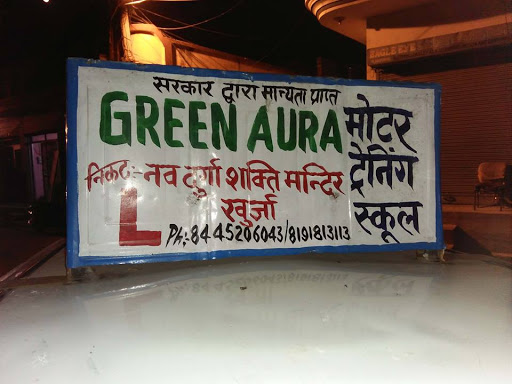 सरकार द्वारा मान्यता प्राप्त
GREEN AURA
मोटर
ट्रेनिंग
स्कूल
निकट:- नव दुर्गा शक्ति मन्दिर
खुर्जा
L
Ph:- 8445206043/8191813113